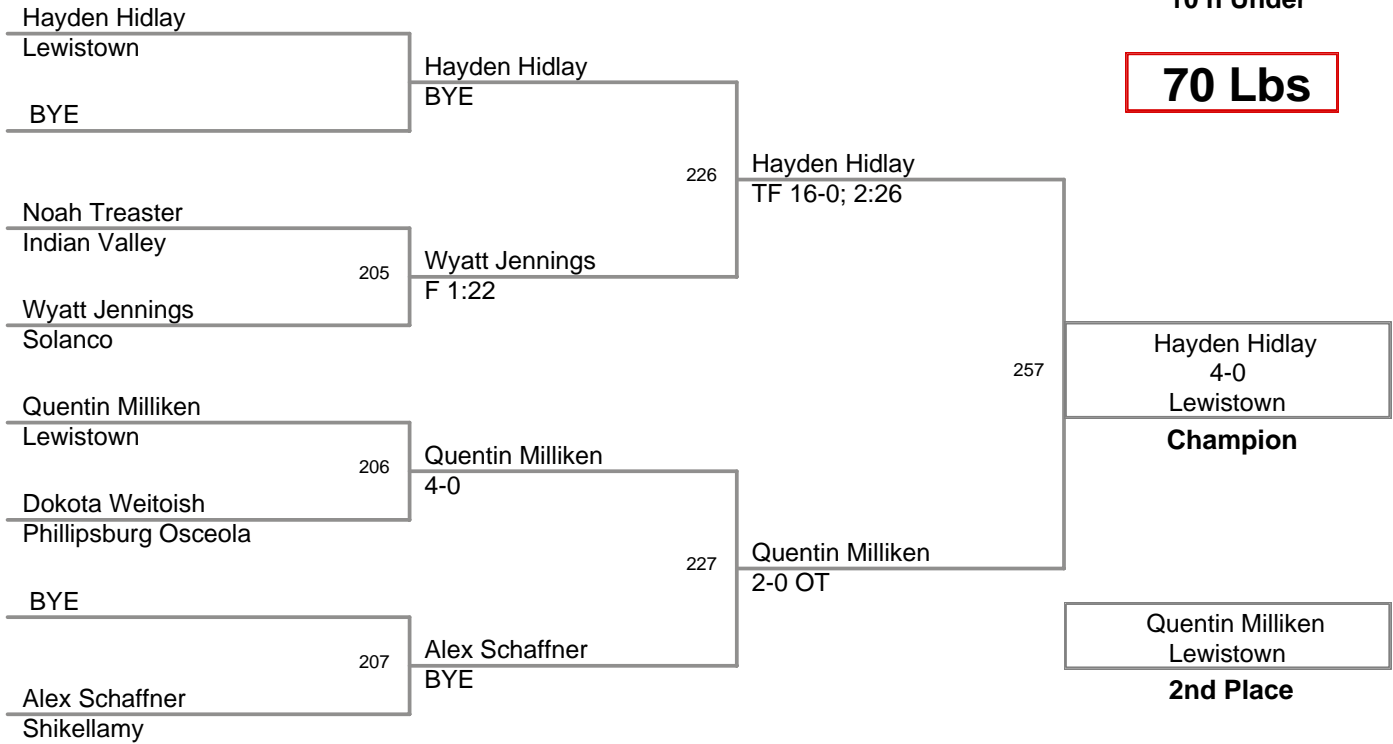 10 n Under
70 Lbs
Hayden Hidlay
Lewistown
BYE
Noah Treaster
Indian Valley
205
Wyatt Jennings
Solanco
Quentin Milliken
Lewistown
206
Dokota Weitoish
Phillipsburg Osceola
BYE
207
Alex Schaffner
Shikellamy
Hayden Hidlay
BYE
226
Wyatt Jennings
F 1:22
Quentin Milliken
4-0
227
Alex Schaffner
BYE
Hayden Hidlay
TF 16-0; 2:26
257
Quentin Milliken
2-0 OT
Hayden Hidlay
4-0
Lewistown
Champion
Quentin Milliken
Lewistown
2nd Place